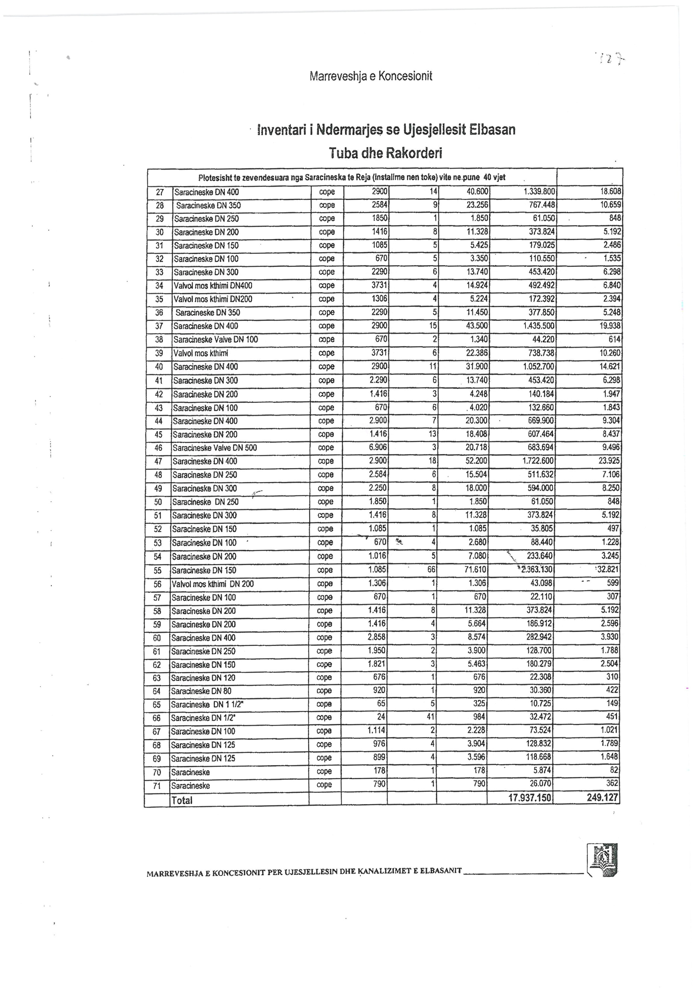 127
Marreveshja e Koncesionit
Inventari i Ndermarjes se Ujesjellesit Elbasan
Tuba dhe Rakorderi
Plotesisht te zevendesuara nga Saracineska te Reja (instalime nen toke) vite ne pune 40 vjet
27 Saracineske DN 400 cope 2900 14 40.600 1.339.800 18.608
28 Saracineske DN 350 cope 2584 9 23.256 767.448 10.659
29 Saracineske DN 250 cope 1850 1 1.850 61.050 848
30 Saracineske DN 200 cope 1416 8 11.328 373.824 5.192
31 Saracineske DN 150 cope 1085 5 5.425 179.025 2.486
32 Saracineske DN 100 cope 670 5 3.350 110.550 1.535
33 Saracineske DN 300 cope 2290 6 13.740 453.420 6.298
34 Valvol mos kthimi DN400 cope 3731 4 14.924 492.492 6.840
35 Valvol mos kthimi DN200 cope 1306 4 5.224 172.392 2.394
36 Saracineske DN 350 cope 2290 5 11.450 377.850 5.248
37 Saracineske DN 400 cope 2900 15 43.500 1.435.500 19.938
38 Saracineske Valve DN 100 cope 670 2 1.340 44.220 614
39 Valvol mos kthimi cope 3731 6 22.386 738.738 10.260
40 Saracineske DN 400 cope 2900 11 31.900 1.052.700 14.621
41 Saracineske DN 300 cope 2.290 6 13.740 453.420 6.298
42 Saracineske DN 200 cope 1.416 3 4.248 140.184 1.947
43 Saracineske DN 100 cope 670 6 4.020 132.660 1.843
44 Saracineske DN 400 cope 2.900 7 20.300 669.900 9.304
45 Saracineske DN 200 cope 1.416 13 18.408 607.464 8.437
46 Saracineske Valve DN 500 cope 6.906 3 20.718 683.694 9.496
47 Saracineske DN 400 cope 2.900 18 52.200 1.722.600 23.925
48 Saracineske DN 250 cope 2.584 6 15.504 511.632 7.106
49 Saracineske DN 300 cope 2.250 8 18.000 594.000 8.250
50 Saracineske DN 250 cope 1.850 1 1.850 61.050 848
51 Saracineske DN 300 cope 1.416 8 11.328 373.824 5.192
52 Saracineske DN 150 cope 1.085 1 1.085 35.805 497
53 Saracineske DN 100 cope 670 4 2.680 88.440 1.228
54 Saracineske DN 200 cope 1.016 5 7.080 233.640 3.245
55 Saracineske DN 150 cope 1.085 66 71.610 2.363.130 32.821
56 Valvol mos kthimi DN 200 cope 1.306 1 1.306 43.098 599
57 Saracineske DN 100 cope 670 1 670 22.110 307
58 Saracineske DN 200 cope 1.416 8 11.328 373.824 5.192
59 Saracineske DN 200 cope 1.416 4 5.664 186.912 2.596
60 Saracineske DN 400 cope 2.858 3 8.574 282.942 3.930
61 Saracineske DN 250 cope 1.950 2 3.900 128.700 1.788
62 Saracineske DN 150 cope 1.821 3 5.463 180.279 2.504
63 Saracineske DN 120 cope 676 1 676 22.308 310
64 Saracineske DN 80 cope 920 1 920 30.360 422
65 Saracineske DN 1 1/2" cope 65 5 325 10.725 149
66 Saracineske DN 1/2" cope 24 41 984 32.472 451
67 Saracineske DN 100 cope 1.114 2 2.228 73.524 1.021
68 Saracineske DN 125 cope 976 4 3.904 128.832 1.789
69 Saracineske DN 125 cope 899 4 3.596 118.668 1.648
70 Saracineske cope 178 1 178 5.874 82
71 Saracineske cope 790 1 790 26.070 362
Total 17.937.150 249.127
MARREVESHJA E KONCESIONIT PER UJESJELLESIN DHE KANALIZIMET E ELBASANIT